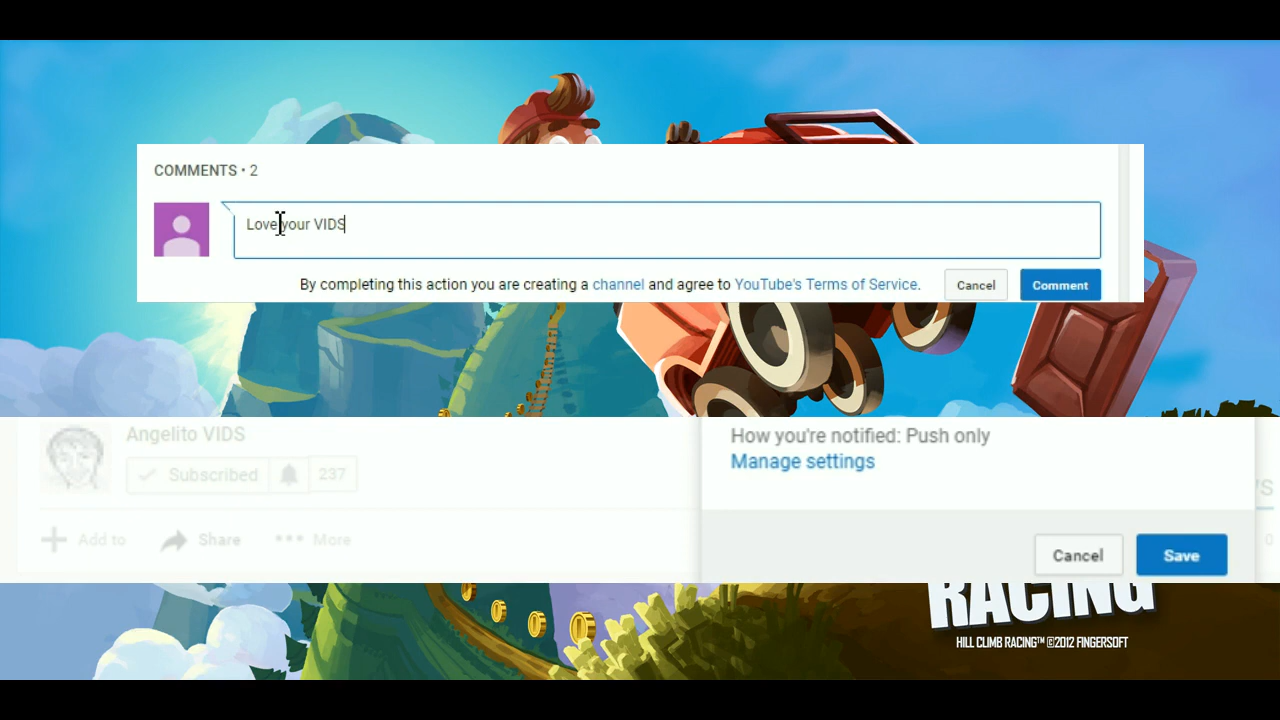 COMMENTS • 2
Love your VIDS
By completing this action you are creating a channel and agree to YouTube's Terms of Service.
Cancel
Comment
Angelito VIDS
Subscribed
237
Add to
Share
More
How you're notified: Push only
Manage settings
Cancel
Save
RACING
HILL CLIMB RACING™ ©2012 FINGERSOFT